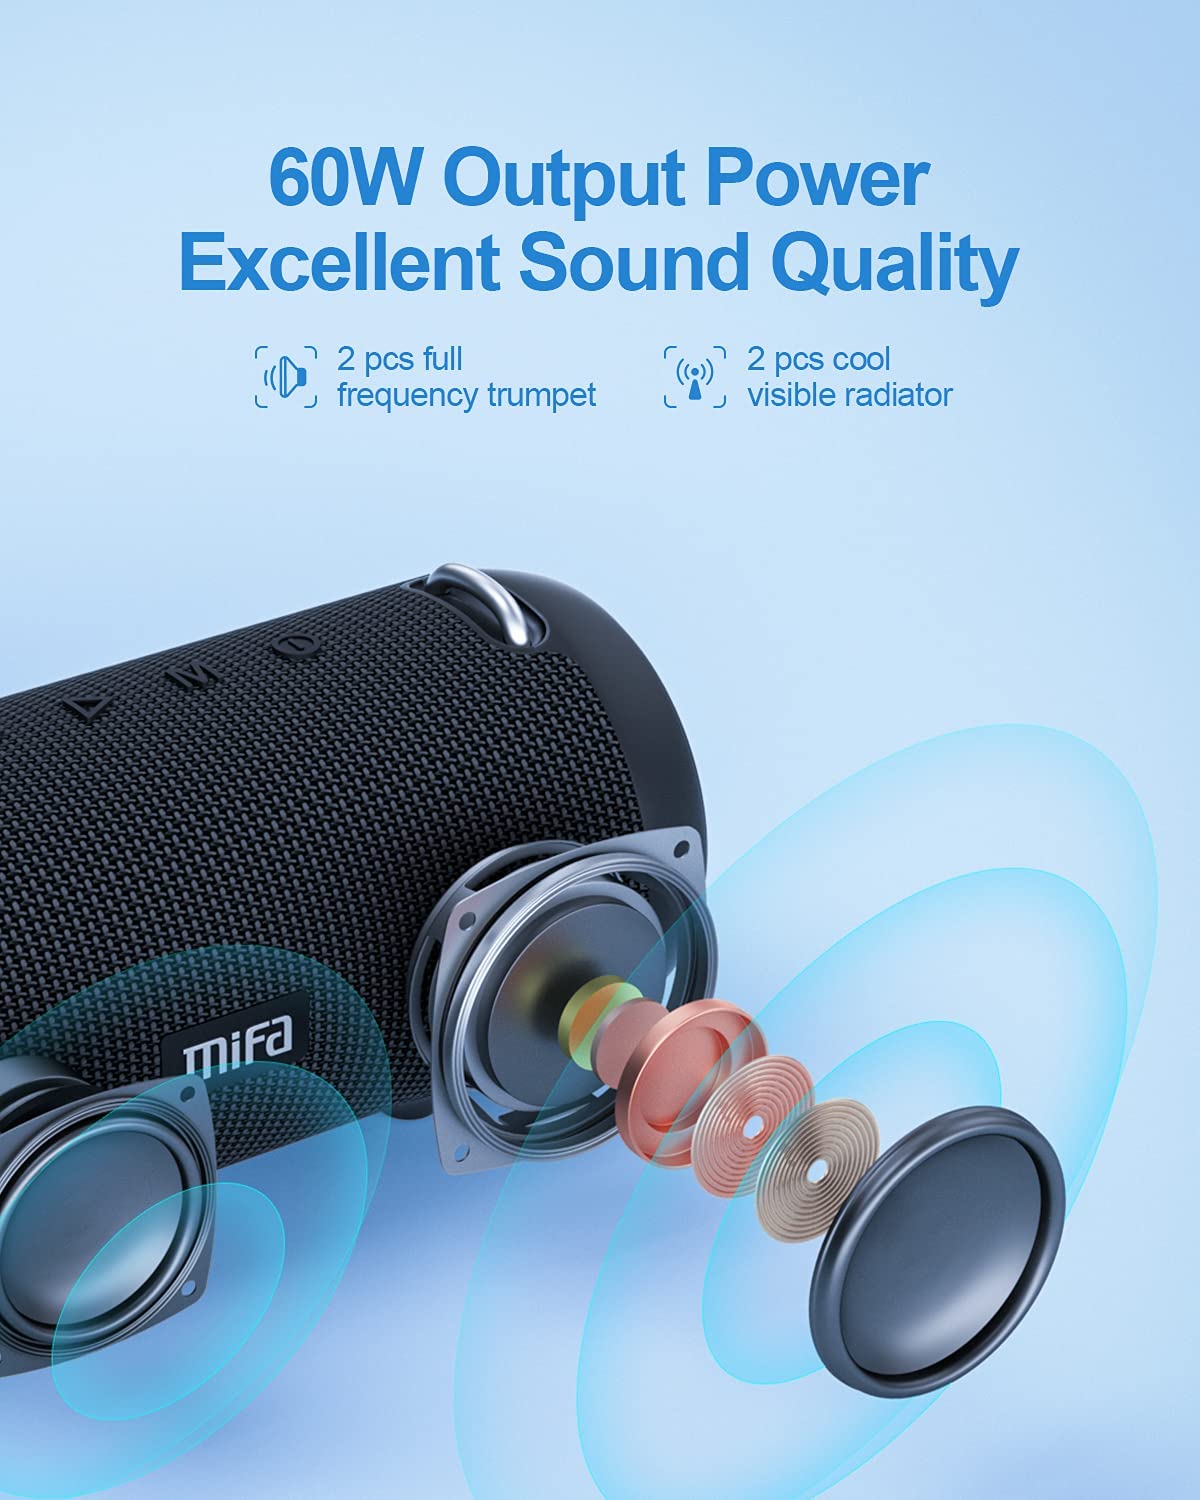 60W Output Power
Excellent Sound Quality
2 pcs full
frequency trumpet
2 pcs cool
visible radiator
M
mifa